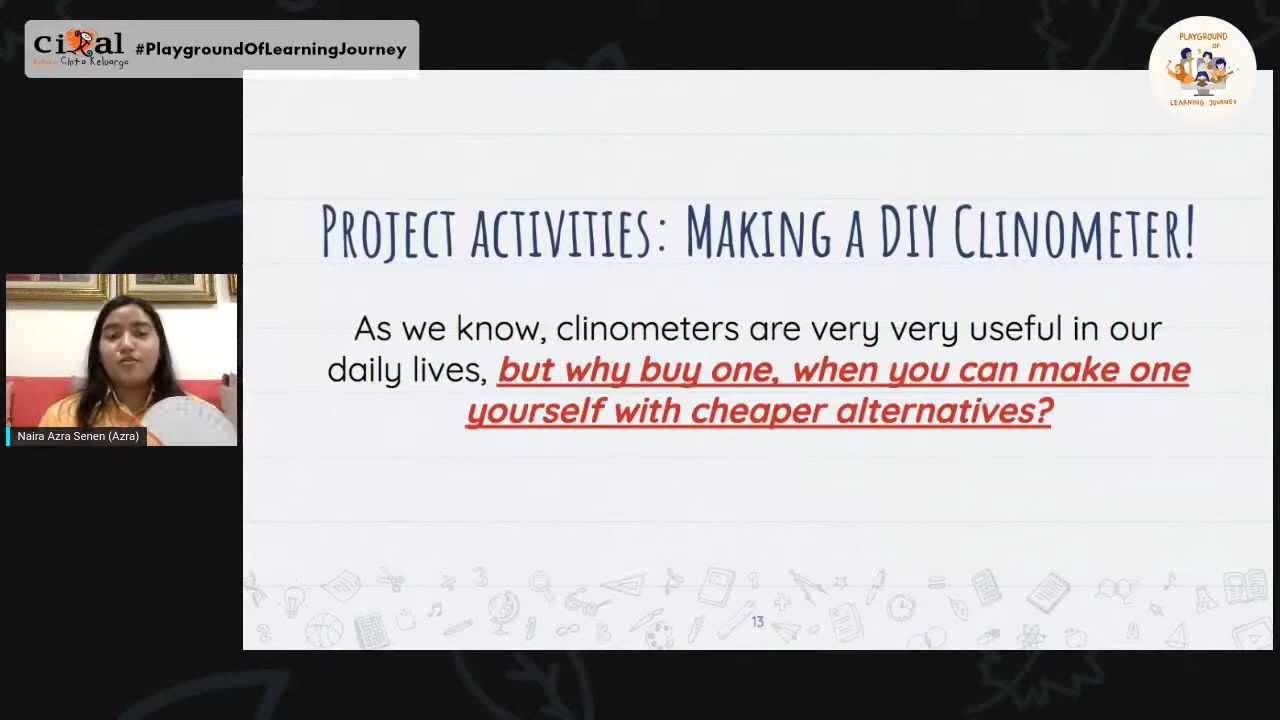 cikal #PlaygroundOfLearningJourney
Cinta Keluarga
PLAYGROUND
OF
LEARNING JOURNEY
PROJECT ACTIVITIES: MAKING A DIY CLINOMETER!
As we know, clinometers are very very useful in our
daily lives, but why buy one, when you can make one
yourself with cheaper alternatives?
Naira Azra Senen (Azra)
13